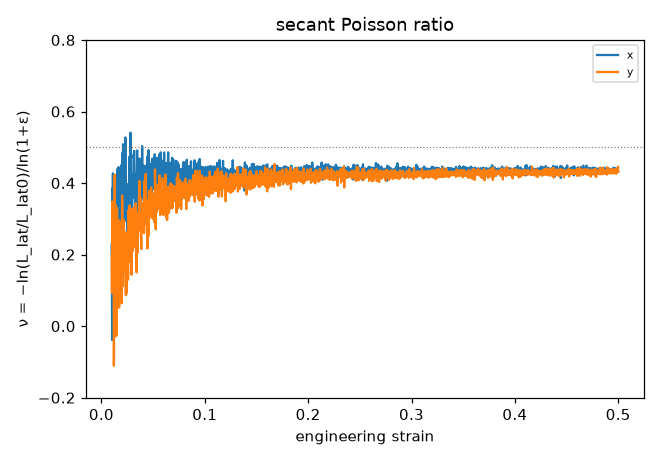 secant Poisson ratio
ν = −ln(L_lat/L_lat0)/ln(1+ε)
0.8
0.6
0.4
0.2
0.0
−0.2
x
y
0.0 0.1 0.2 0.3 0.4 0.5
engineering strain